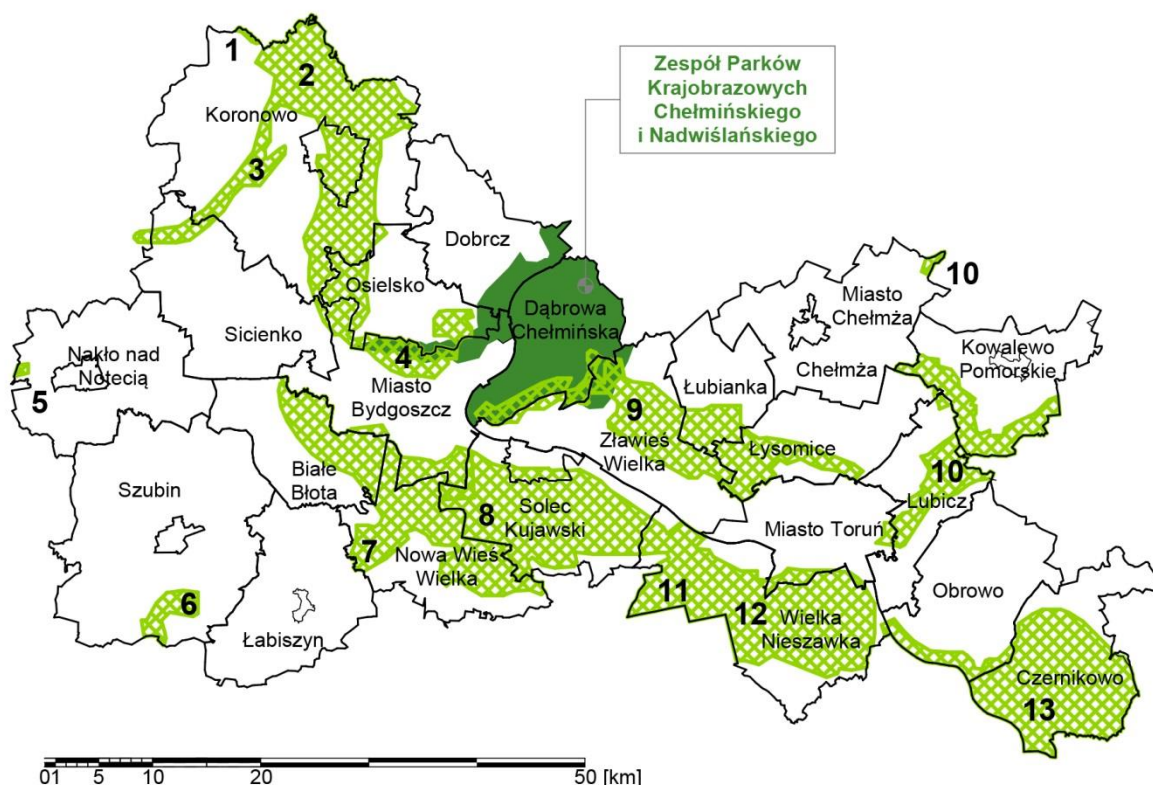 1
2
Zespół Parków
Krajobrazowych
Chełmińskiego
i Nadwiślańskiego
Koronowo
3
Dobrcz
10
Osielsko
Miasto
Chełmża
Dąbrowa
Chełmińska
Sicienko
Nakło nad
Notecią
4
Kowalewo
Pomorskie
Miasto
Bydgoszcz
Łubianka
Chełmża
5
9
Zławieś
Wielka
Łysomice
Białe
Błota
Szubin
10
Lubicz
8
Solec
Kujawski
Miasto Toruń
7
Nowa Wieś
Wielka
11
Obrowo
6
12
Wielka
Nieszawka
Łabiszyn
Czernikowo
13
01 5 10 20 50 [km]